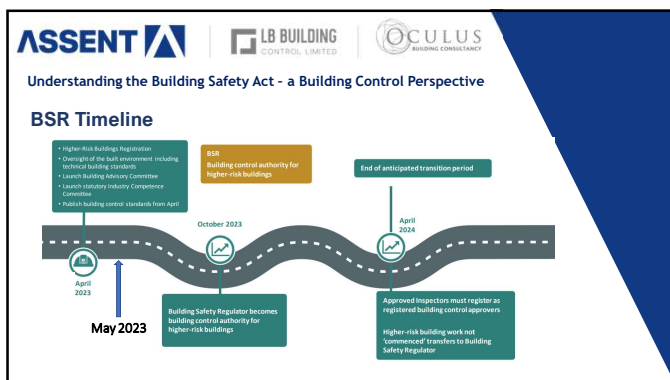 ASSENT
LB BUILDING
CONTROL LIMITED
OCULUS
BUILDING CONSULTANCY
Understanding the Building Safety Act - a Building Control Perspective
BSR Timeline
• Higher-Risk Buildings Registration
• Oversight of the built environment including
technical building standards
• Launch Building Advisory Committee
• Launch statutory Industry Competence
Committee
• Publish building control standards from April
BSR
Building control authority for
higher-risk buildings
End of anticipated transition period
October 2023
April
2024
April
2023
May 2023
Building Safety Regulator becomes
building control authority for
higher-risk buildings
Approved Inspectors must register as
registered building control approvers
Higher-risk building work not
'commenced' transfers to Building
Safety Regulator